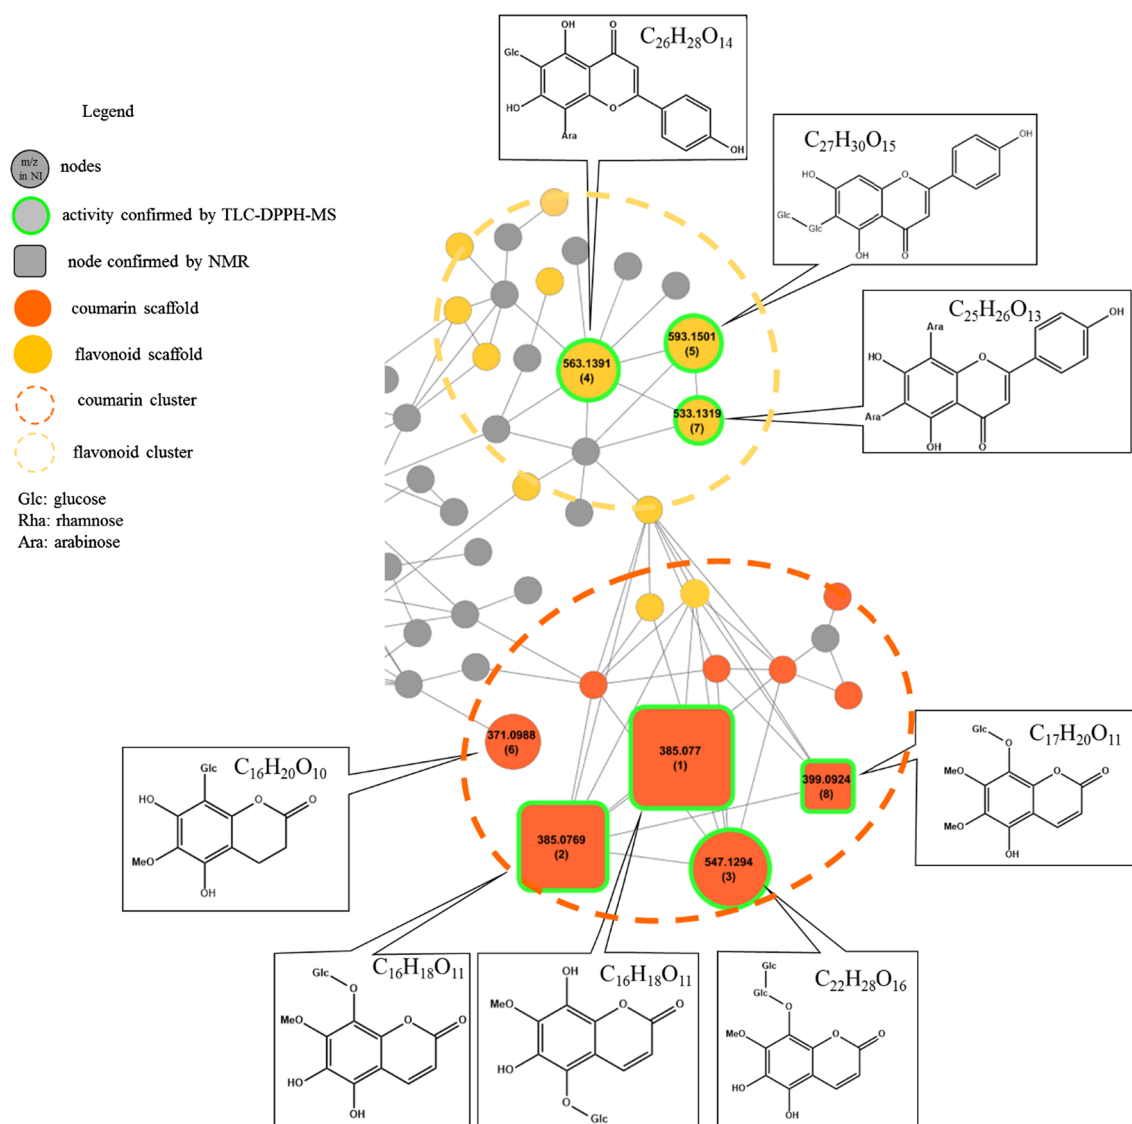 Legend
m/z
in NI
nodes
activity confirmed by TLC-DPPH-MS
node confirmed by NMR
coumarin scaffold
flavonoid scaffold
coumarin cluster
flavonoid cluster
Glc: glucose
Rha: rhamnose
Ara: arabinose
C26H28O14
OH
O
Glc
HO
O
Ara
OH
C27H30O15
OH
HO
O
Glc
Glc
OH
O
C25H26O13
Ara
OH
HO
O
Ara
OH
O
563.1391
(4)
593.1501
(5)
533.1319
(7)
371.0988
(6)
385.077
(1)
399.0924
(8)
385.0769
(2)
547.1294
(3)
C16H20O10
Glc
HO
O
O
MeO
OH
C17H20O11
Glc
O
MeO
O
O
MeO
OH
C16H18O11
Glc
O
MeO
O
O
HO
OH
C16H18O11
OH
MeO
O
O
HO
O
Glc
C22H28O16
Glc
Glc
O
MeO
O
O
HO
OH